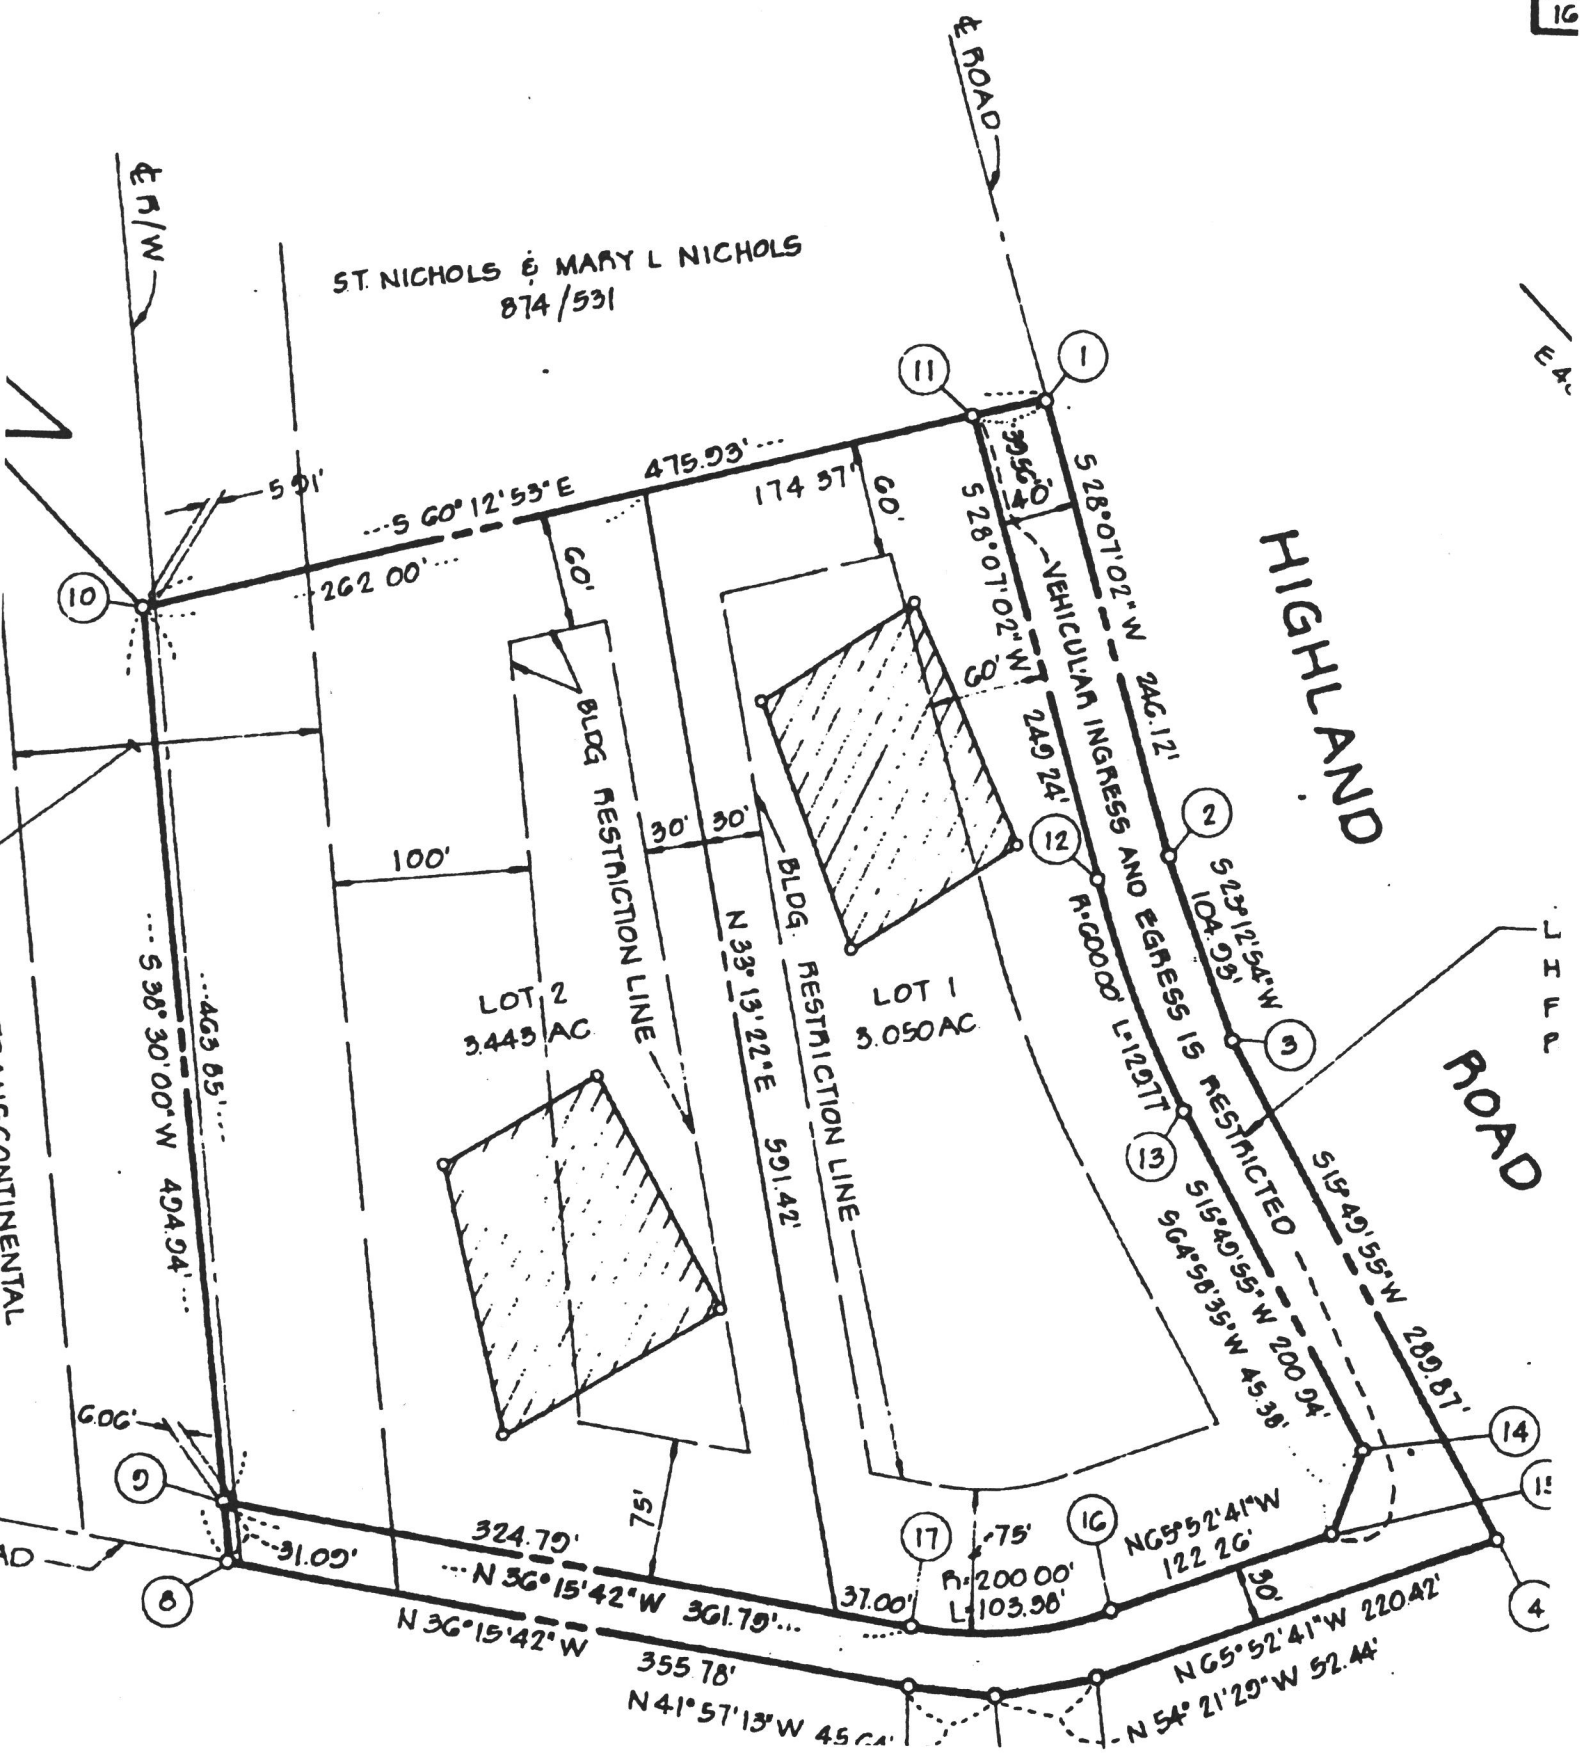 16
℄ ROAD
℄ R/W
ST. NICHOLS & MARY L NICHOLS
874/531
11
1
475.93'
174 37'
60'
5 91'
S 60° 12' 53" E
262 00'
60'
10
40'
S 28° 07' 02" W 249 24'
S 28° 07' 02" W 246.12'
VEHICULAR INGRESS AND EGRESS IS RESTRICTED
HIGHLAND
ROAD
60'
BLDG RESTRICTION LINE
BLDG. RESTRICTION LINE
30'
30'
100'
12
2
S 23° 12' 54" W
104.93'
R=600.00' L=129.77
3
LOT 2
3.443 AC
LOT 1
3.050 AC
N 33° 13' 22" E 591.42'
463 85'
S 38° 30' 00" W 494.94'
13
S 15° 49' 55" W 289.87'
S 15° 49' 55" W 200 94'
S 64° 58' 35" W 45.38'
14
6.06'
9
75'
75'
17
16
N 65° 52' 41" W
122 26'
324.79'
31.09'
N 36° 15' 42" W 361.79'
37.00'
R=200 00'
L=103.38'
30'
4
8
N 36° 15' 42" W
355.78'
N 65° 52' 41" W 220.42'
N 54° 21' 29" W 52.44'
N 41° 57' 13" W